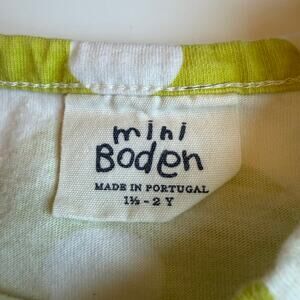 mini
Boden
MADE IN PORTUGAL
1½ - 2 Y